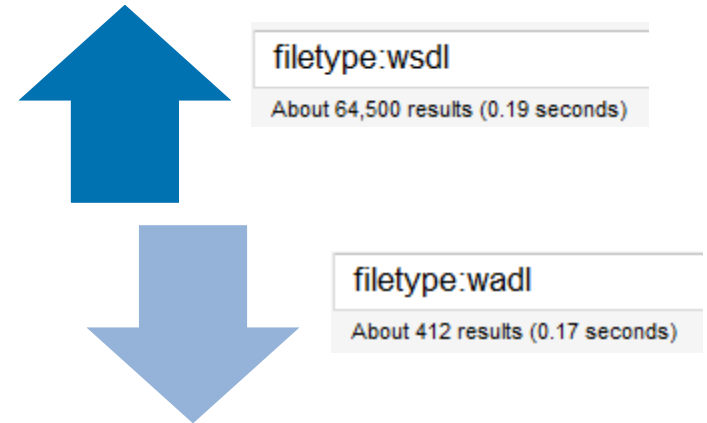 filetype:wsdl
About 64,500 results (0.19 seconds)
filetype:wadl
About 412 results (0.17 seconds)